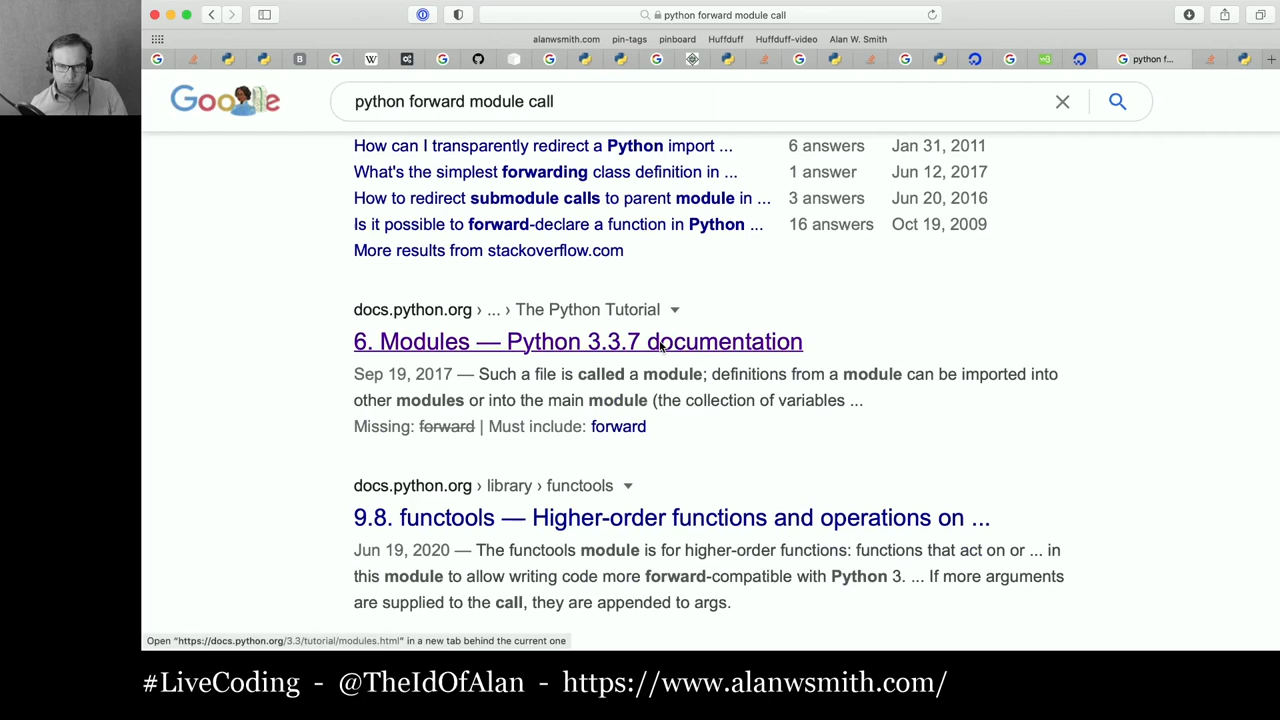 python forward module call
alanwsmith.com pin-tags pinboard Huffduff Huffduff-video Alan W. Smith
python f...
Google
python forward module call
How can I transparently redirect a Python import ... 6 answers Jan 31, 2011
What's the simplest forwarding class definition in ... 1 answer Jun 12, 2017
How to redirect submodule calls to parent module in ... 3 answers Jun 20, 2016
Is it possible to forward-declare a function in Python ... 16 answers Oct 19, 2009
More results from stackoverflow.com
docs.python.org › ... › The Python Tutorial
6. Modules — Python 3.3.7 documentation
Sep 19, 2017 — Such a file is called a module; definitions from a module can be imported into
other modules or into the main module (the collection of variables ...
Missing: forward | Must include: forward
docs.python.org › library › functools
9.8. functools — Higher-order functions and operations on ...
Jun 19, 2020 — The functools module is for higher-order functions: functions that act on or ... in
this module to allow writing code more forward-compatible with Python 3. ... If more arguments
are supplied to the call, they are appended to args.
Open "https://docs.python.org/3.3/tutorial/modules.html" in a new tab behind the current one
#LiveCoding - @TheIdOfAlan - https://www.alanwsmith.com/